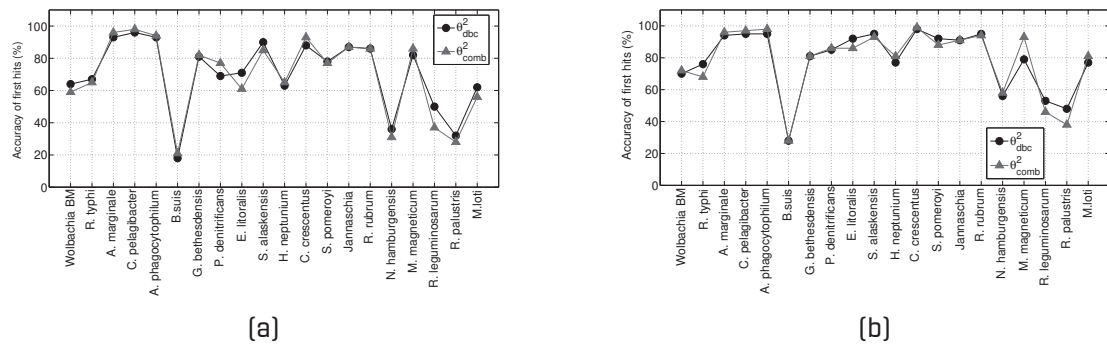 Accuracy of first hits (%)
100
80
60
40
20
0
θ²dbc
θ²comb
Wolbachia BM
R. typhi
A. marginale
C. pelagibacter
A. phagocytophilum
B.suis
G. bethesdensis
P. denitrificans
E. litoralis
S. alaskensis
H. neptunium
C. crescentus
S. pomeroyi
Jannaschia
R. rubrum
N. hamburgensis
M. magneticum
R. leguminosarum
R. palustris
M.loti
(a)
Accuracy of first hits (%)
100
80
60
40
20
0
θ²dbc
θ²comb
Wolbachia BM
R. typhi
A. marginale
C. pelagibacter
A. phagocytophilum
B.suis
G. bethesdensis
P. denitrificans
E. litoralis
S. alaskensis
H. neptunium
C. crescentus
S. pomeroyi
Jannaschia
R. rubrum
N. hamburgensis
M. magneticum
R. leguminosarum
R. palustris
M.loti
(b)